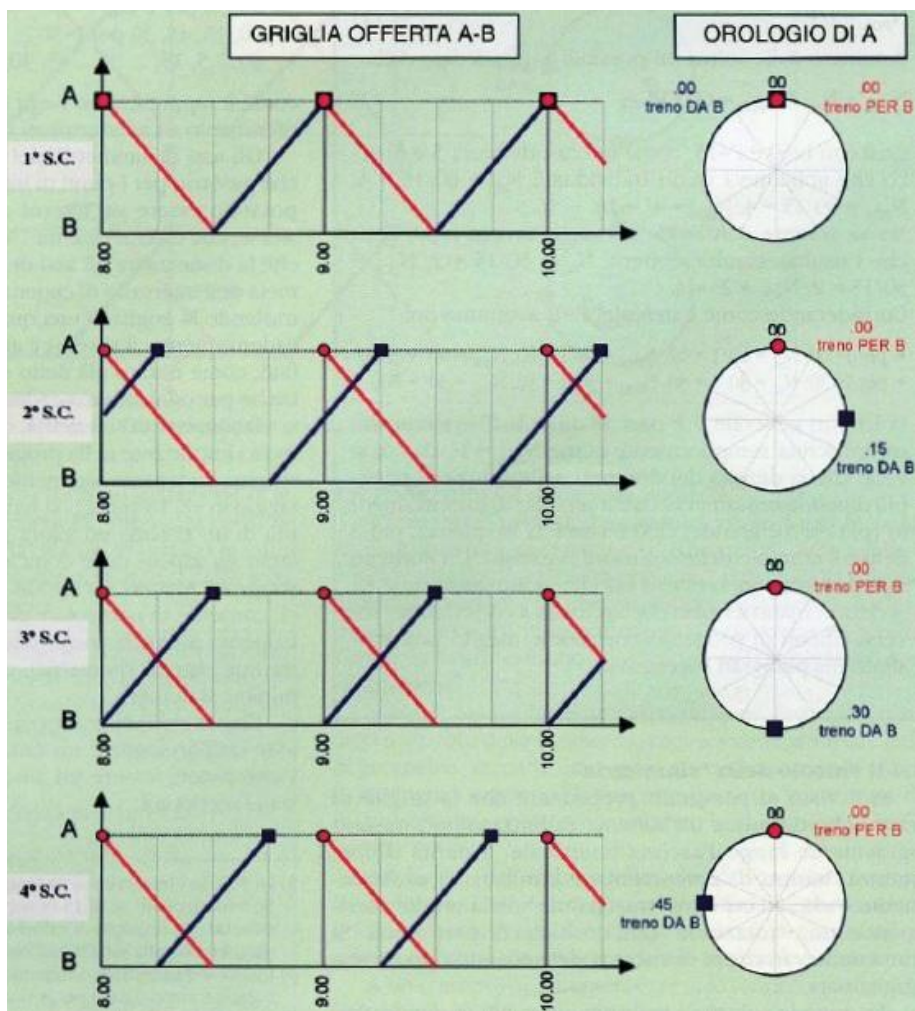 GRIGLIA OFFERTA A-B
OROLOGIO DI A
A
1° S.C.
B
8.00
9.00
10.00
.00
treno DA B
00
.00
treno PER B
A
2° S.C.
B
8.00
9.00
10.00
00
.00
treno PER B
.15
treno DA B
A
3° S.C.
B
8.00
9.00
10.00
00
.00
treno PER B
.30
treno DA B
A
4° S.C.
B
8.00
9.00
10.00
00
.00
treno PER B
.45
treno DA B